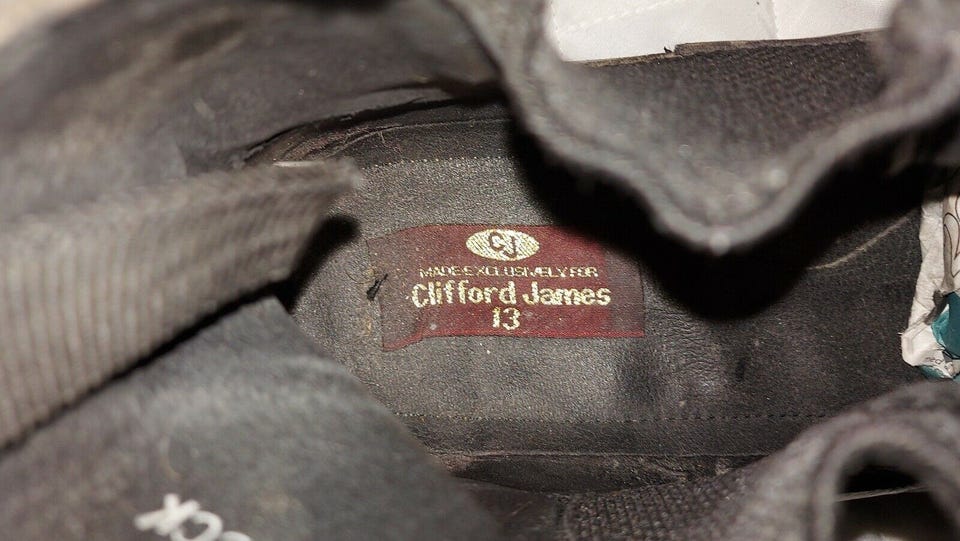 CJ
MADE EXCLUSIVELY FOR
Clifford James
13